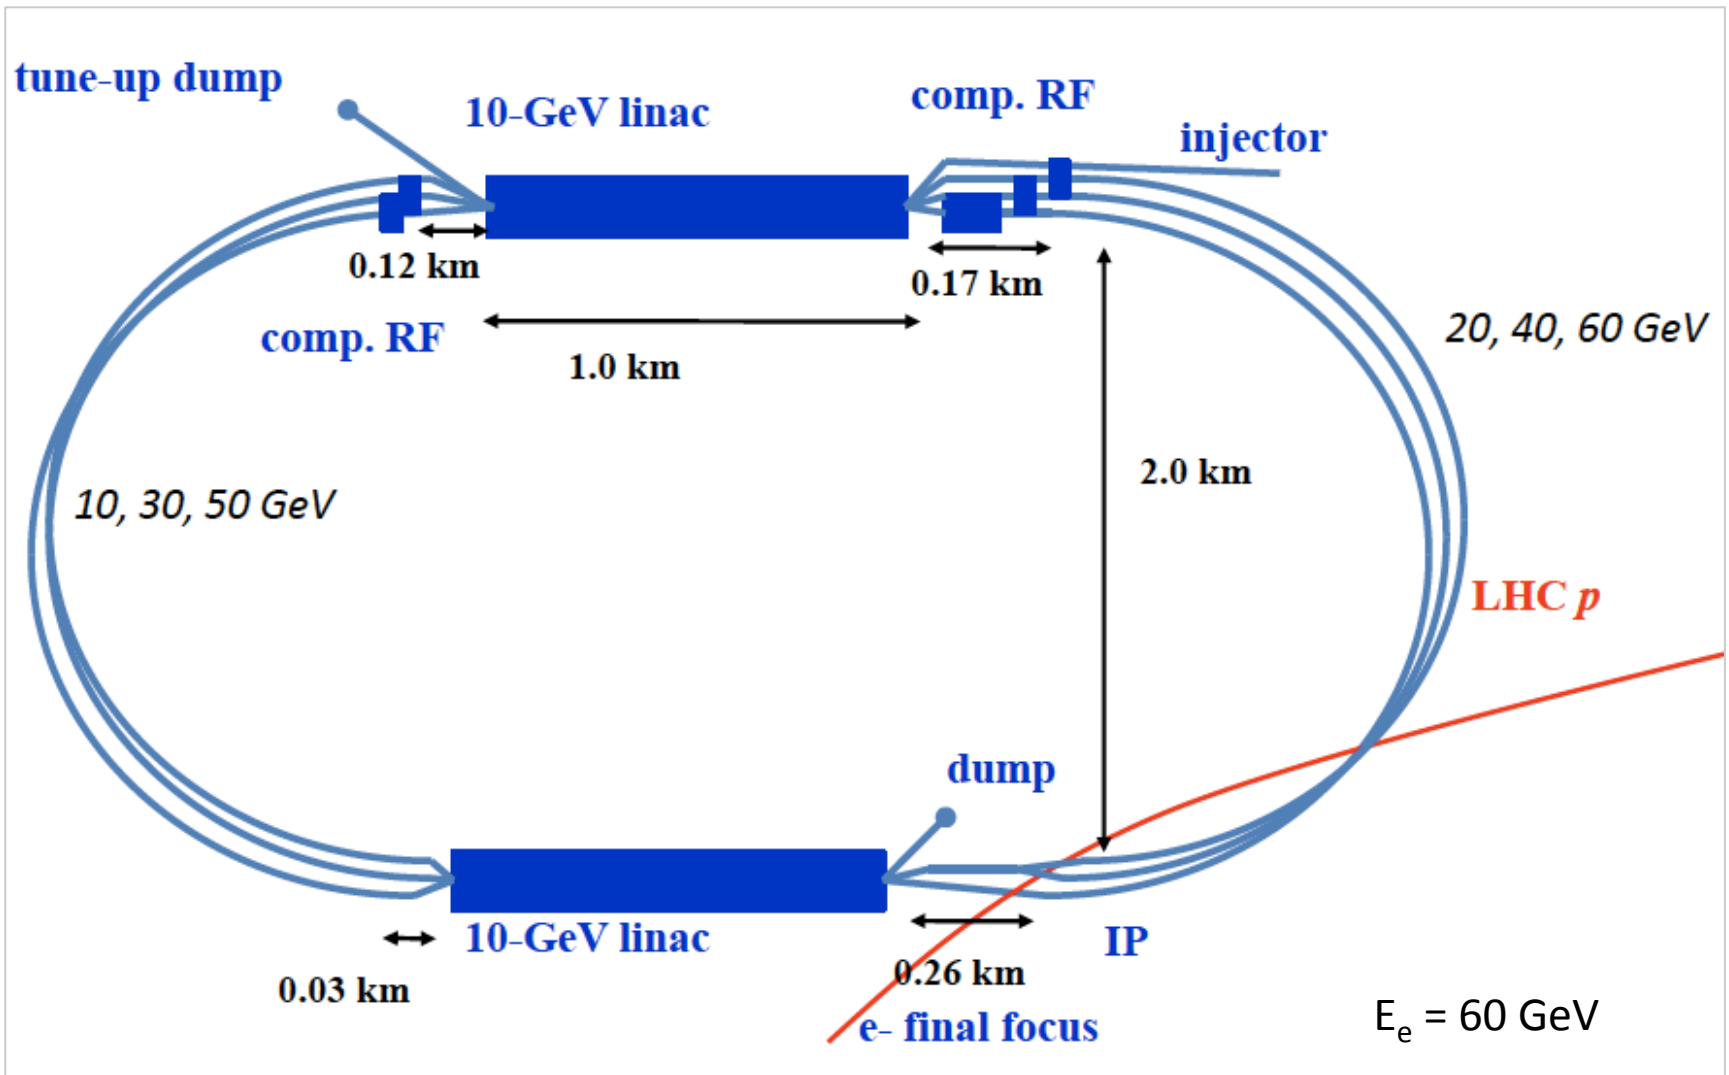 tune-up dump
10-GeV linac
comp. RF
injector
0.12 km
0.17 km
comp. RF
1.0 km
20, 40, 60 GeV
2.0 km
10, 30, 50 GeV
LHC p
dump
10-GeV linac
IP
0.03 km
0.26 km
e- final focus
Eₑ = 60 GeV